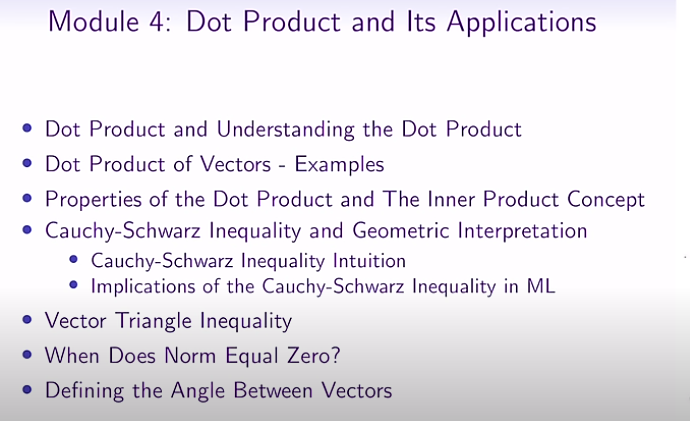 Module 4: Dot Product and Its Applications
• Dot Product and Understanding the Dot Product
• Dot Product of Vectors - Examples
• Properties of the Dot Product and The Inner Product Concept
• Cauchy-Schwarz Inequality and Geometric Interpretation
• Cauchy-Schwarz Inequality Intuition
• Implications of the Cauchy-Schwarz Inequality in ML
• Vector Triangle Inequality
• When Does Norm Equal Zero?
• Defining the Angle Between Vectors